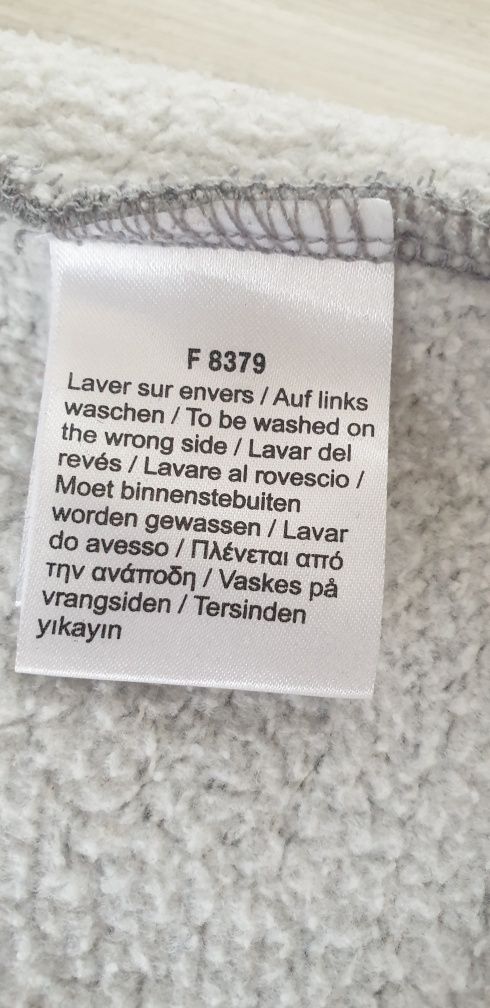 F 8379
Laver sur envers / Auf links
waschen / To be washed on
the wrong side / Lavar del
revés / Lavare al rovescio /
Moet binnenstebuiten
worden gewassen / Lavar
do avesso / Πλένεται από
την ανάποδη / Vaskes på
vrangsiden / Tersinden
yıkayın